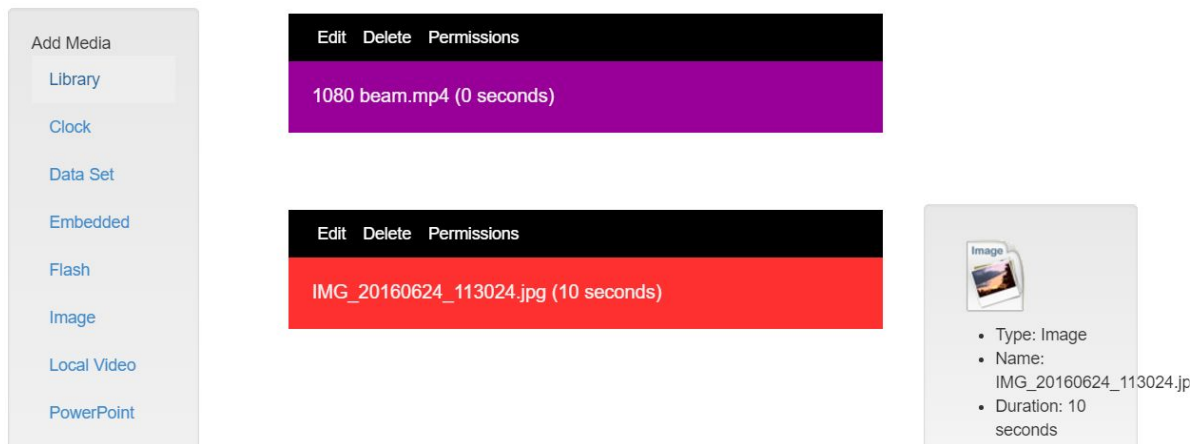 Add Media
Library
Clock
Data Set
Embedded
Flash
Image
Local Video
PowerPoint
Edit Delete Permissions
1080 beam.mp4 (0 seconds)
Edit Delete Permissions
IMG_20160624_113024.jpg (10 seconds)
Image
• Type: Image
• Name:
IMG_20160624_113024.jp
• Duration: 10
seconds